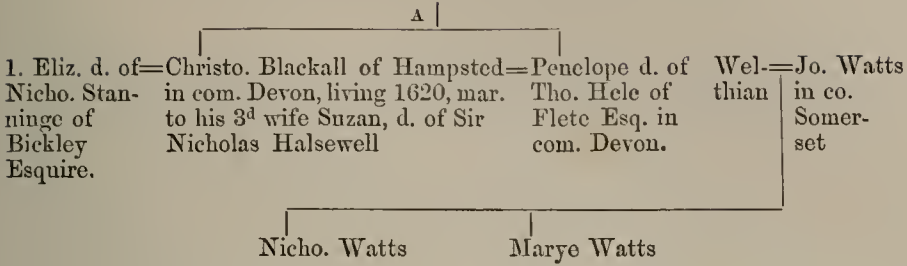 A
1. Eliz. d. of=Christo. Blackall of Hampsted=Penelope d. of Wel-=Jo. Watts
Nicho. Stan- in com. Devon, living 1620, mar. Tho. Hele of thian in co.
ninge of to his 3d wife Suzan, d. of Sir Flete Esq. in Somer-
Bickley Nicholas Halsewell com. Devon. set
Esquire.
Nicho. Watts Marye Watts